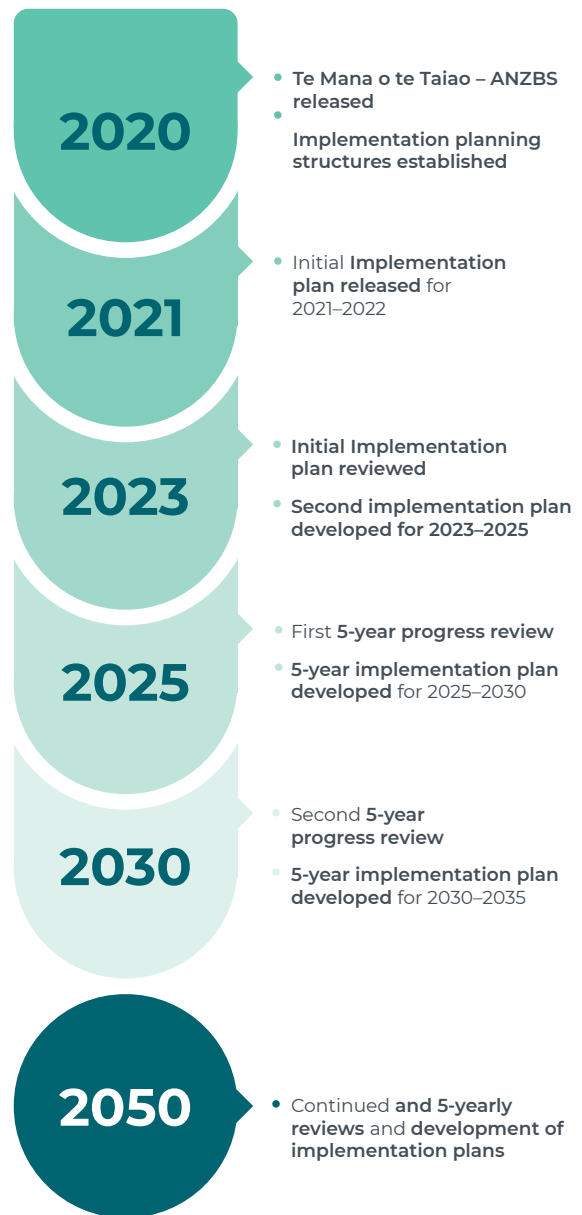 2020
Te Mana o te Taiao – ANZBS
released
Implementation planning
structures established
2021
Initial Implementation
plan released for
2021–2022
2023
Initial Implementation
plan reviewed
Second implementation plan
developed for 2023–2025
2025
First 5-year progress review
5-year implementation plan
developed for 2025–2030
2030
Second 5-year
progress review
5-year implementation plan
developed for 2030–2035
2050
Continued and 5-yearly
reviews and development of
implementation plans